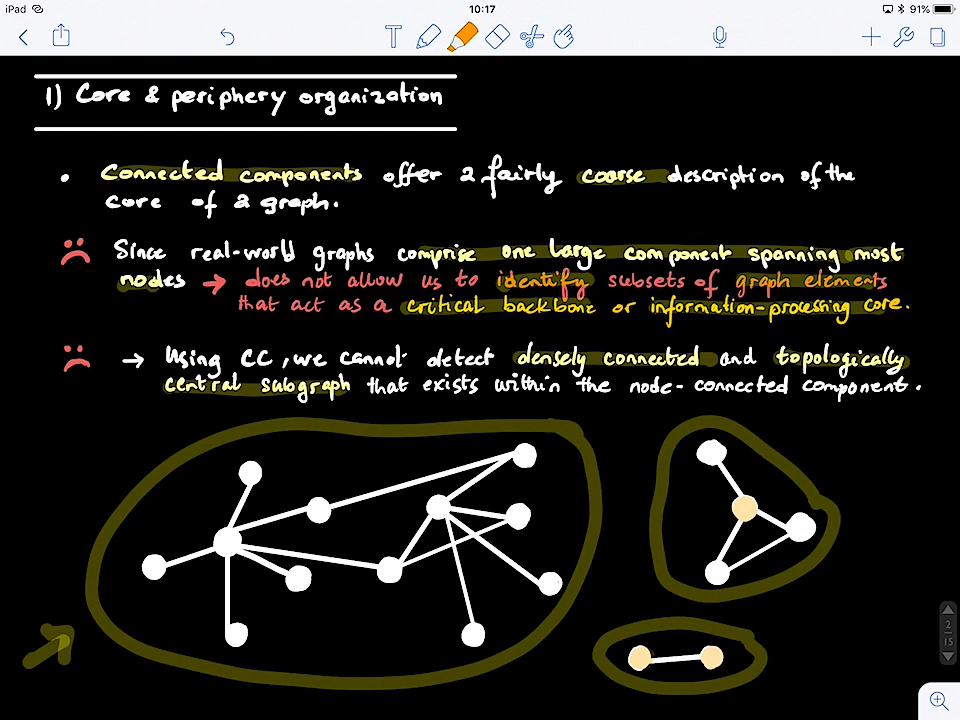 iPad
10:17
91%
T
1) Core & periphery organization
• Connected components offer a fairly coarse description of the
core of a graph.
Since real-world graphs comprise one large component spanning most
nodes → does not allow us to identify subsets of graph elements
that act as a critical backbone or information-processing core.
→ Using CC, we cannot detect densely connected and topologically
central subgraph that exists within the node-connected component.
2
15